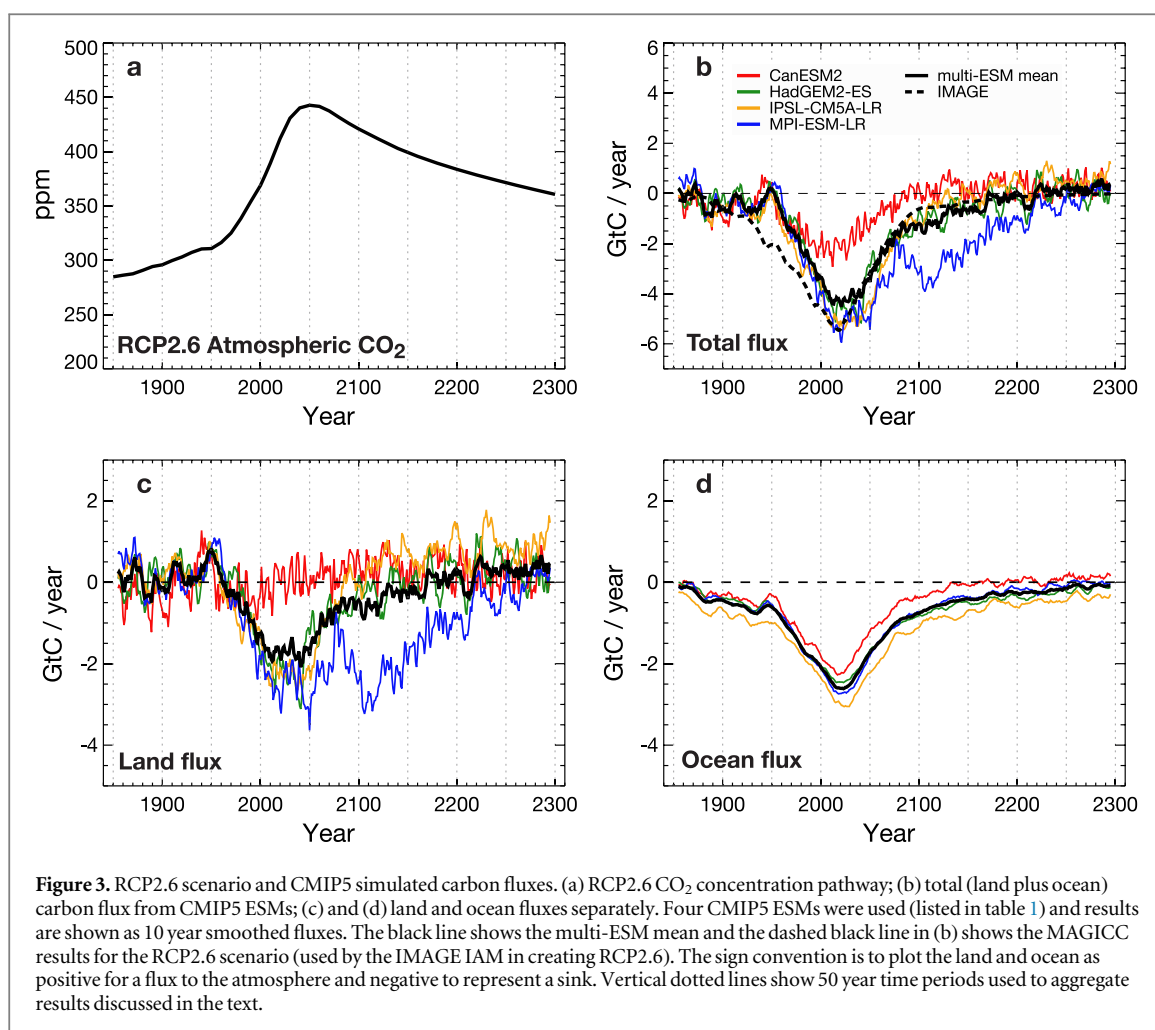 a
500
450
400
350
300
250
200
ppm
RCP2.6 Atmospheric CO₂
1900 2000 2100 2200 2300
Year
b
6
4
2
0
-2
-4
-6
GtC / year
CanESM2
HadGEM2-ES
IPSL-CM5A-LR
MPI-ESM-LR
multi-ESM mean
IMAGE
Total flux
1900 2000 2100 2200 2300
Year
c
2
0
-2
-4
GtC / year
Land flux
1900 2000 2100 2200 2300
Year
d
2
0
-2
-4
GtC / year
Ocean flux
1900 2000 2100 2200 2300
Year
Figure 3. RCP2.6 scenario and CMIP5 simulated carbon fluxes. (a) RCP2.6 CO₂ concentration pathway; (b) total (land plus ocean)
carbon flux from CMIP5 ESMs; (c) and (d) land and ocean fluxes separately. Four CMIP5 ESMs were used (listed in table 1) and results
are shown as 10 year smoothed fluxes. The black line shows the multi-ESM mean and the dashed black line in (b) shows the MAGICC
results for the RCP2.6 scenario (used by the IMAGE IAM in creating RCP2.6). The sign convention is to plot the land and ocean as
positive for a flux to the atmosphere and negative to represent a sink. Vertical dotted lines show 50 year time periods used to aggregate
results discussed in the text.